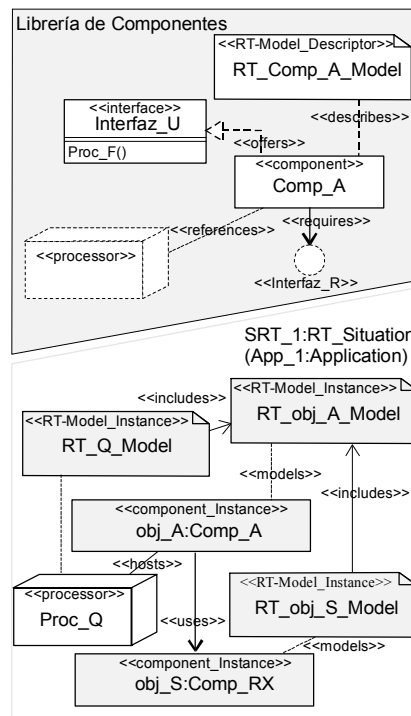 Librería de Componentes
<<RT-Model_Descriptor>>
RT_Comp_A_Model
<<interface>>
Interfaz_U
Proc_F()
<<describes>>
<<offers>>
<<component>>
Comp_A
<<references>>
<<requires>>
<<processor>>
<<Interfaz_R>>
SRT_1:RT_Situation
(App_1:Application)
<<includes>>
<<RT-Model_Instance>>
RT_obj_A_Model
<<RT-Model_Instance>>
RT_Q_Model
<<models>>
<<includes>>
<<component_Instance>>
obj_A:Comp_A
<<hosts>>
<<RT-Model_Instance>>
RT_obj_S_Model
<<processor>>
Proc_Q
<<uses>>
<<models>>
<<component_Instance>>
obj_S:Comp_RX